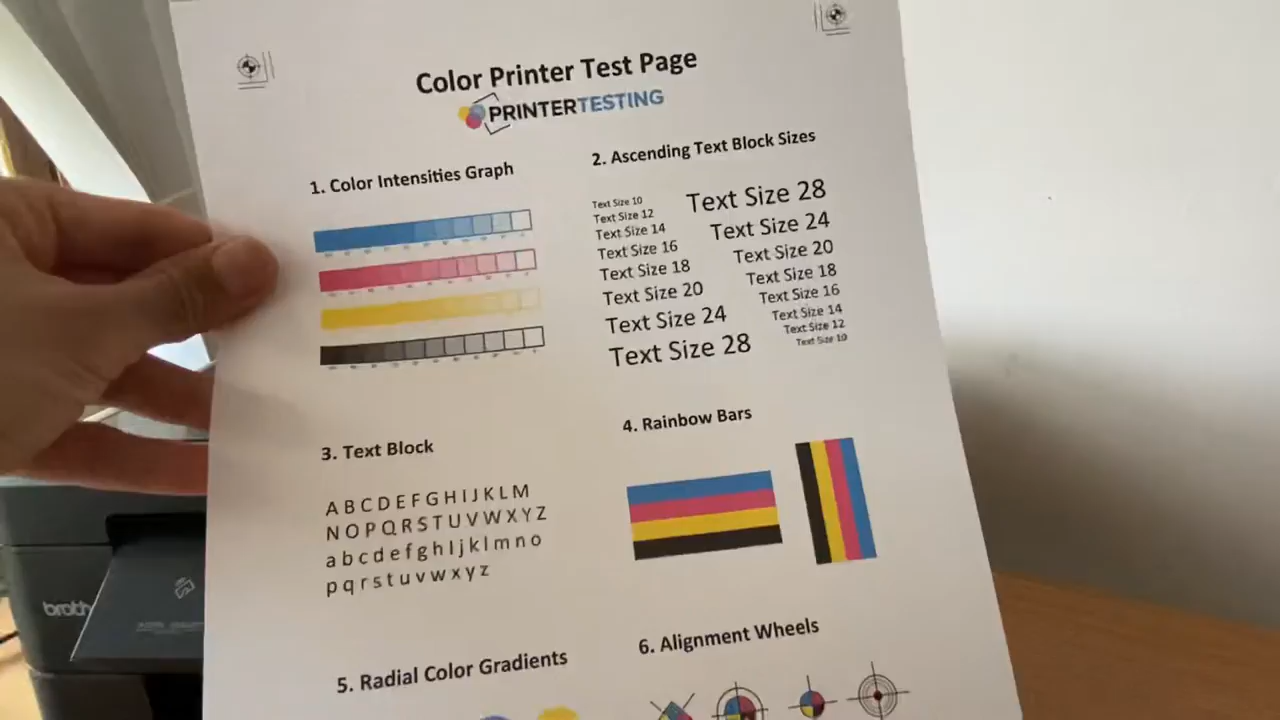 Color Printer Test Page
PRINTERTESTING
1. Color Intensities Graph
2. Ascending Text Block Sizes
Text Size 10
Text Size 12
Text Size 14
Text Size 16
Text Size 18
Text Size 20
Text Size 24
Text Size 28
Text Size 28
Text Size 24
Text Size 20
Text Size 18
Text Size 16
Text Size 14
Text Size 12
Text Size 10
3. Text Block
A B C D E F G H I J K L M
N O P Q R S T U V W X Y Z
a b c d e f g h I j k l m n o
p q r s t u v w x y z
4. Rainbow Bars
5. Radial Color Gradients
6. Alignment Wheels
broth